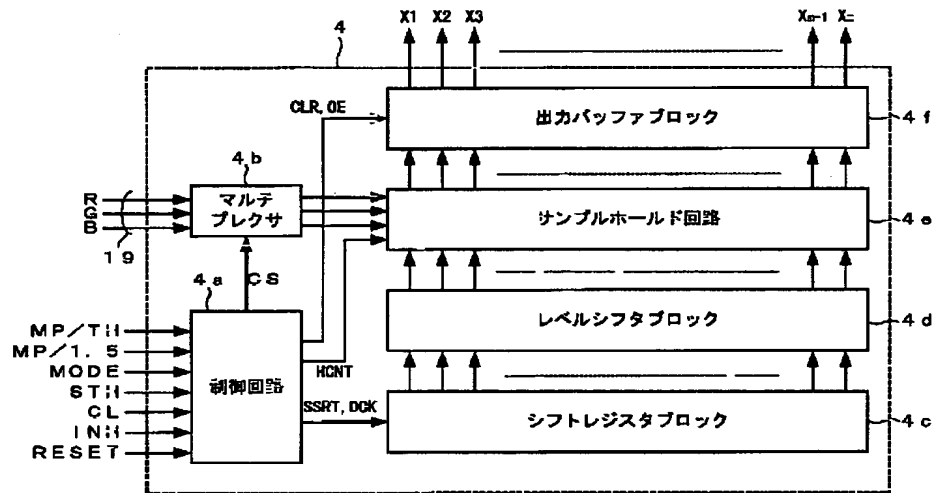 4
X1 X2 X3 Xn-1 Xn
CLR,OE
出力バッファブロック
4f
4b
R
G
B
19
マルチ
プレクサ
サンプルホールド回路
4e
4a
CS
レベルシフタブロック
4d
MP/TH
MP/1.5
MODE
STH
CL
INH
RESET
制御回路
HCNT
SSRT,DCK
シフトレジスタブロック
4c